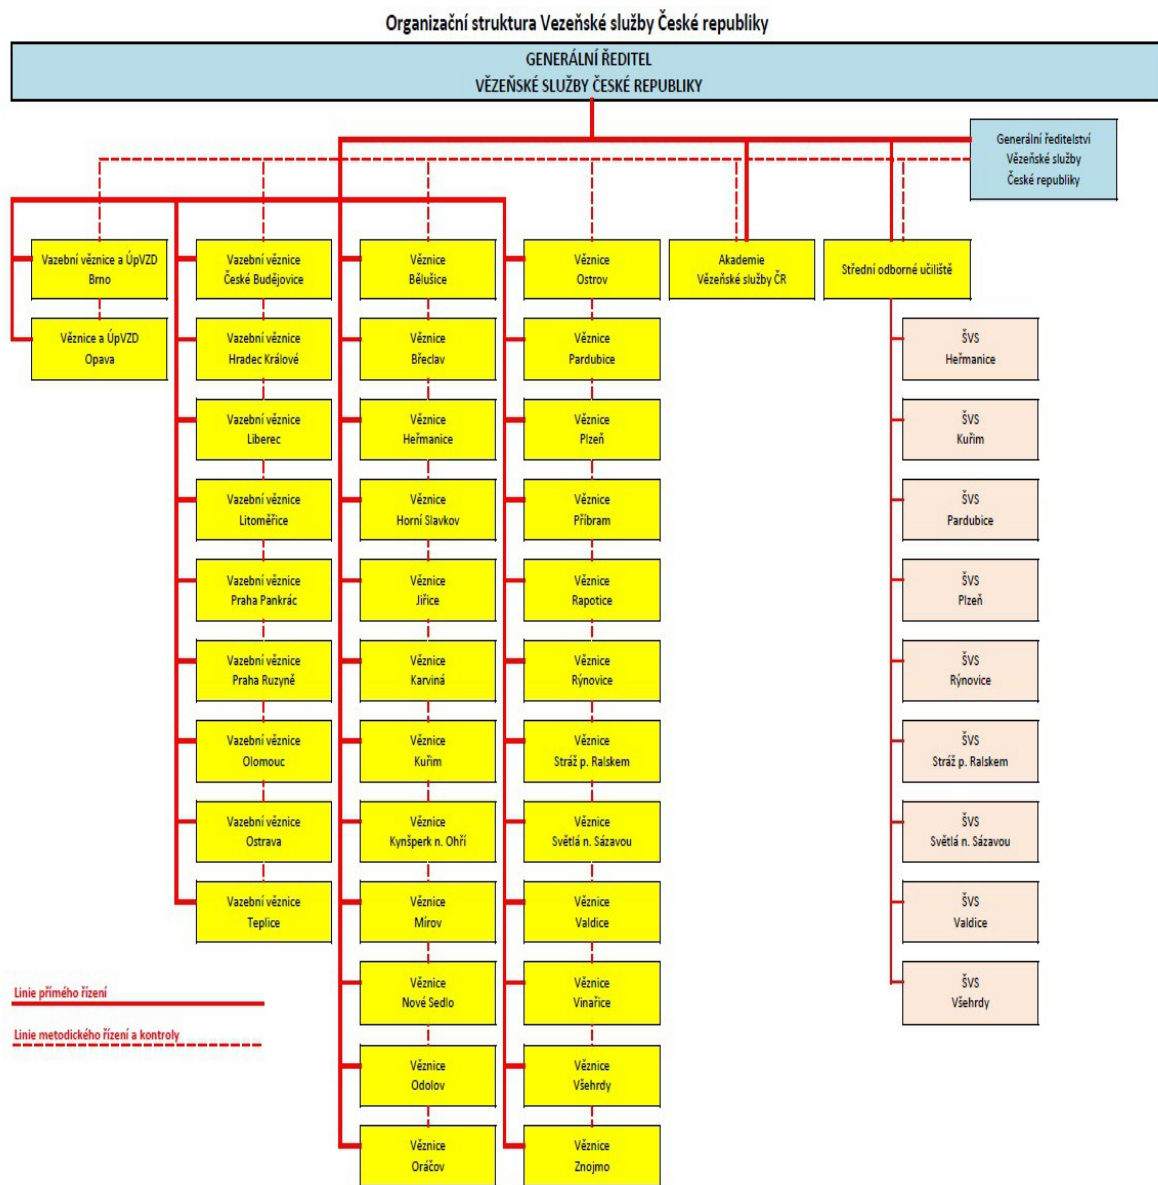 Organizační struktura Vezeňské služby České republiky
GENERÁLNÍ ŘEDITEL
VĚZEŇSKÉ SLUŽBY ČESKÉ REPUBLIKY
Generální ředitelství
Vězeňské služby
České republiky
Vazební věznice a ÚpVZD
Brno
Věznice a ÚpVZD
Opava
Vazební věznice
České Budějovice
Vazební věznice
Hradec Králové
Vazební věznice
Liberec
Vazební věznice
Litoměřice
Vazební věznice
Praha Pankrác
Vazební věznice
Praha Ruzyně
Vazební věznice
Olomouc
Vazební věznice
Ostrava
Vazební věznice
Teplice
Věznice
Bělušice
Věznice
Břeclav
Věznice
Heřmanice
Věznice
Horní Slavkov
Věznice
Jiřice
Věznice
Karviná
Věznice
Kuřim
Věznice
Kynšperk n. Ohří
Věznice
Mírov
Věznice
Nové Sedlo
Věznice
Odolov
Věznice
Oráčov
Věznice
Ostrov
Věznice
Pardubice
Věznice
Plzeň
Věznice
Příbram
Věznice
Rapotice
Věznice
Rýnovice
Věznice
Stráž p. Ralskem
Věznice
Světlá n. Sázavou
Věznice
Valdice
Věznice
Vinařice
Věznice
Všehrdy
Věznice
Znojmo
Akademie
Vězeňské služby ČR
Střední odborné učiliště
ŠVS
Heřmanice
ŠVS
Kuřim
ŠVS
Pardubice
ŠVS
Plzeň
ŠVS
Rýnovice
ŠVS
Stráž p. Ralskem
ŠVS
Světlá n. Sázavou
ŠVS
Valdice
ŠVS
Všehrdy
Linie přímého řízení
Linie metodického řízení a kontroly